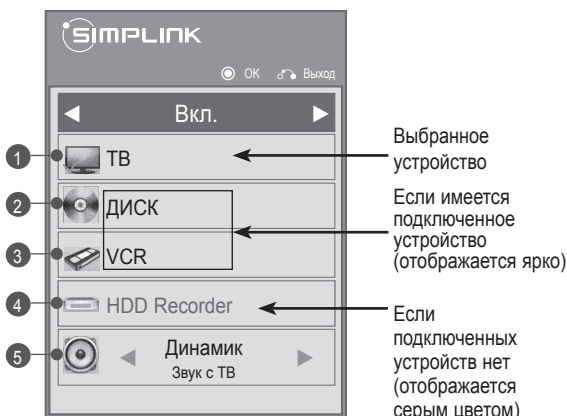 SIMPLINK
OK Выход
Вкл.
1 ТВ
2 ДИСК
3 VCR
4 HDD Recorder
5 Динамик
Звук с ТВ
Выбранное
устройство
Если имеется
подключенное
устройство
(отображается ярко)
Если
подключенных
устройств нет
(отображается
серым цветом)